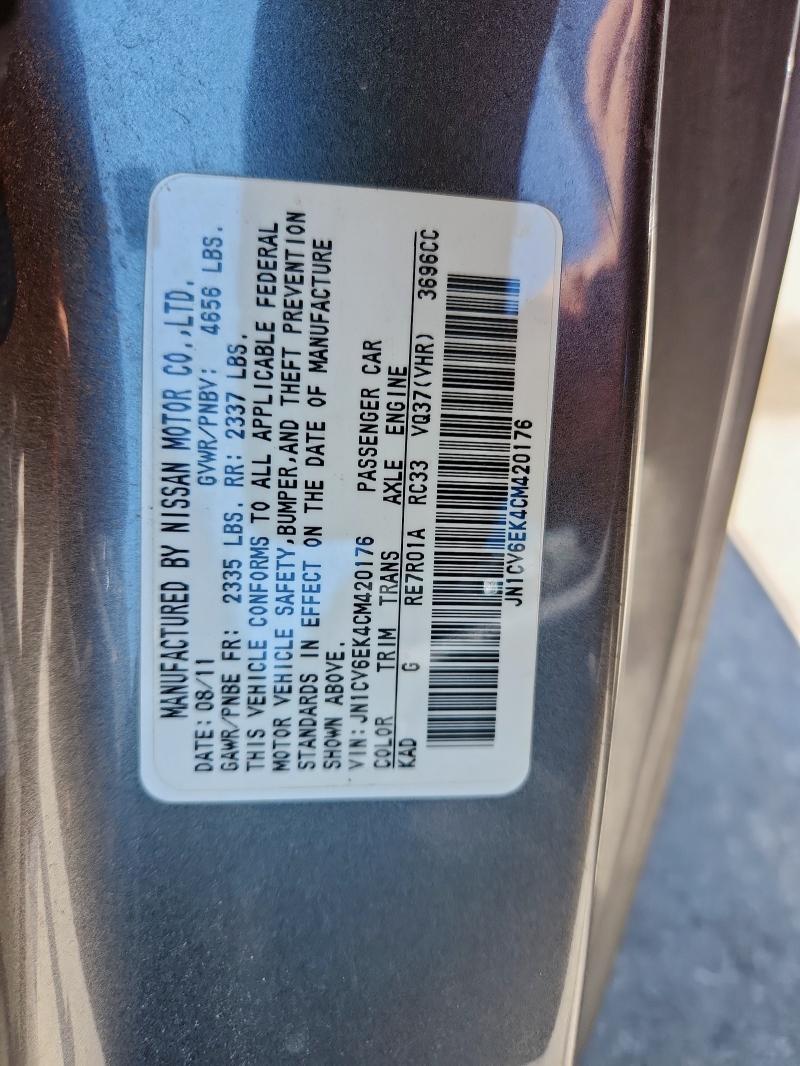 MANUFACTURED BY NISSAN MOTOR CO.,LTD.
DATE: 08/11 GVWR/PNBV: 4656 LBS.
GAWR/PNBE FR: 2335 LBS. RR: 2337 LBS.
THIS VEHICLE CONFORMS TO ALL APPLICABLE FEDERAL
MOTOR VEHICLE SAFETY,BUMPER,AND THEFT PREVENTION
STANDARDS IN EFFECT ON THE DATE OF MANUFACTURE
SHOWN ABOVE.
VIN:JN1CV6EK4CM420176 PASSENGER CAR
COLOR TRIM TRANS AXLE ENGINE
KAD G RE7R01A RC33 VQ37(VHR) 3696CC
JN1CV6EK4CM420176